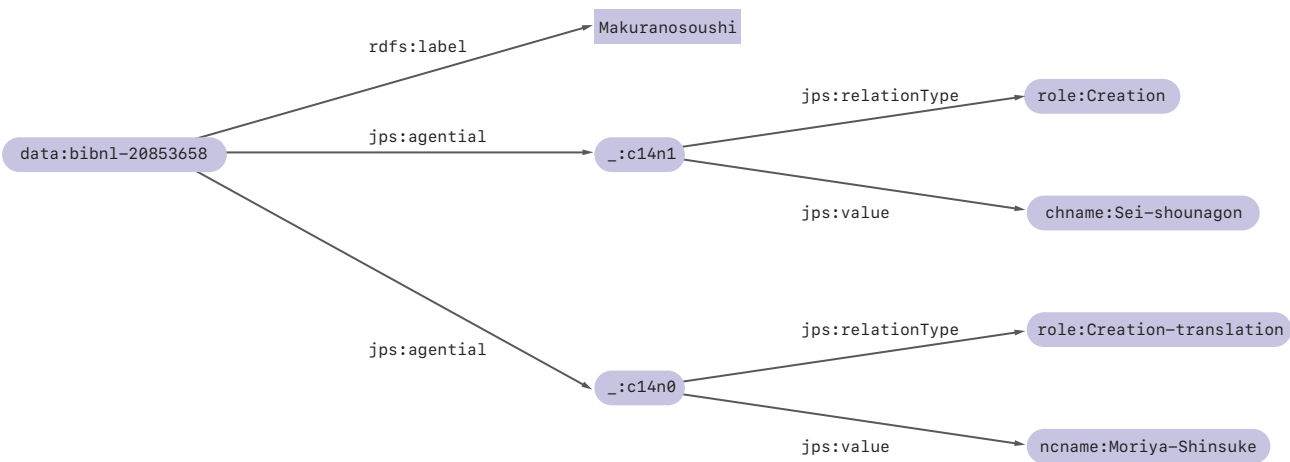 Makuranosoushi
rdfs:label
jps:relationType
role:Creation
jps:agential
data:bibnl-20853658
_:c14n1
jps:value
chname:Sei-shounagon
jps:relationType
role:Creation-translation
jps:agential
_:c14n0
jps:value
ncname:Moriya-Shinsuke